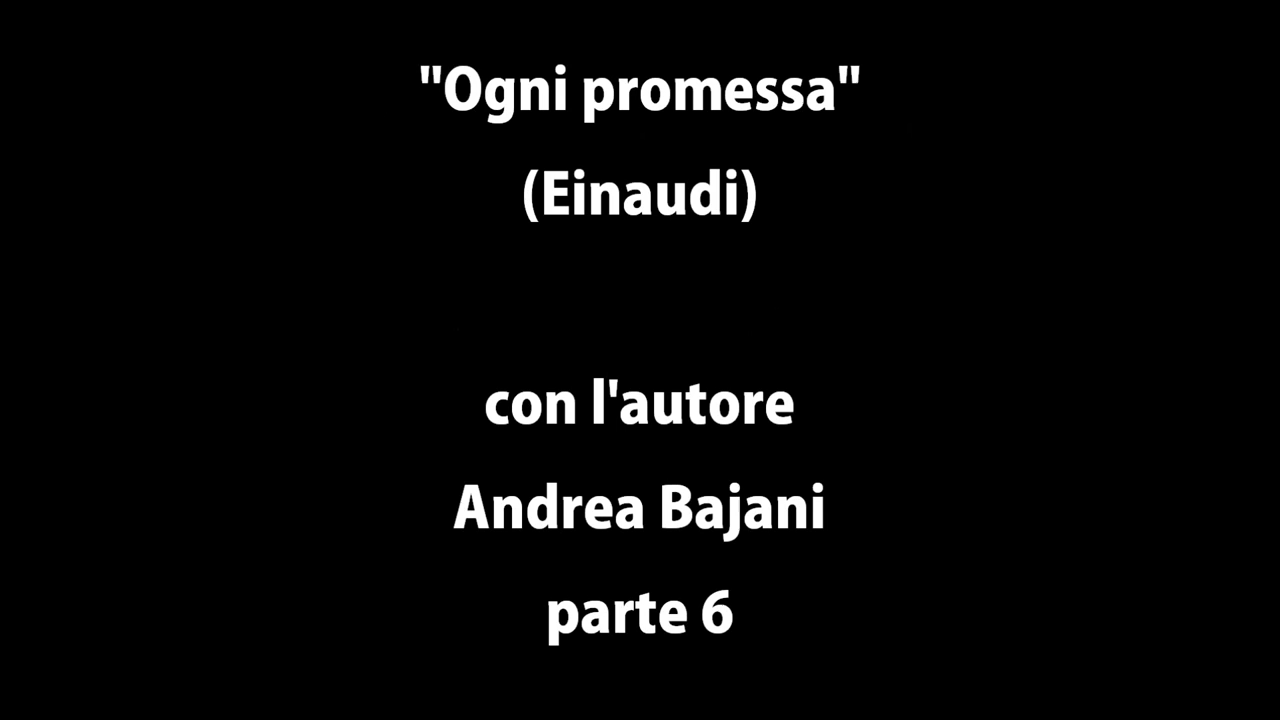 "Ogni promessa"
(Einaudi)
con l'autore
Andrea Bajani
parte 6